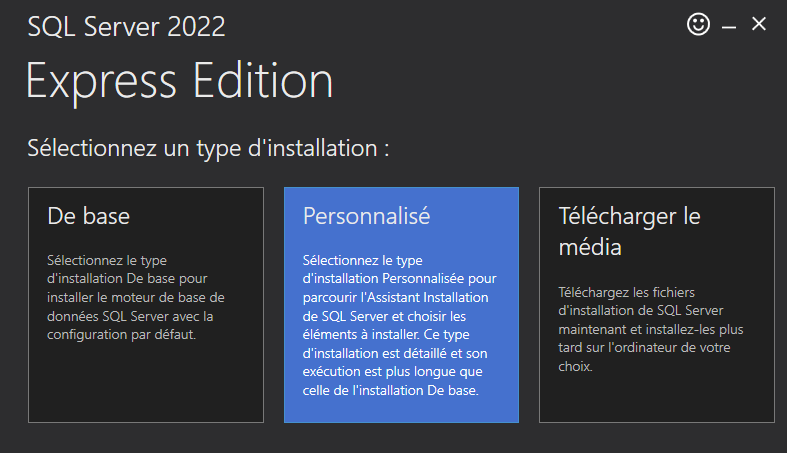 SQL Server 2022
Express Edition
Sélectionnez un type d'installation :
De base
Sélectionnez le type
d'installation De base pour
installer le moteur de base de
données SQL Server avec la
configuration par défaut.
Personnalisé
Sélectionnez le type
d'installation Personnalisée pour
parcourir l'Assistant Installation
de SQL Server et choisir les
éléments à installer. Ce type
d'installation est détaillé et son
exécution est plus longue que
celle de l'installation De base.
Télécharger le
média
Téléchargez les fichiers
d'installation de SQL Server
maintenant et installez-les plus
tard sur l'ordinateur de votre
choix.